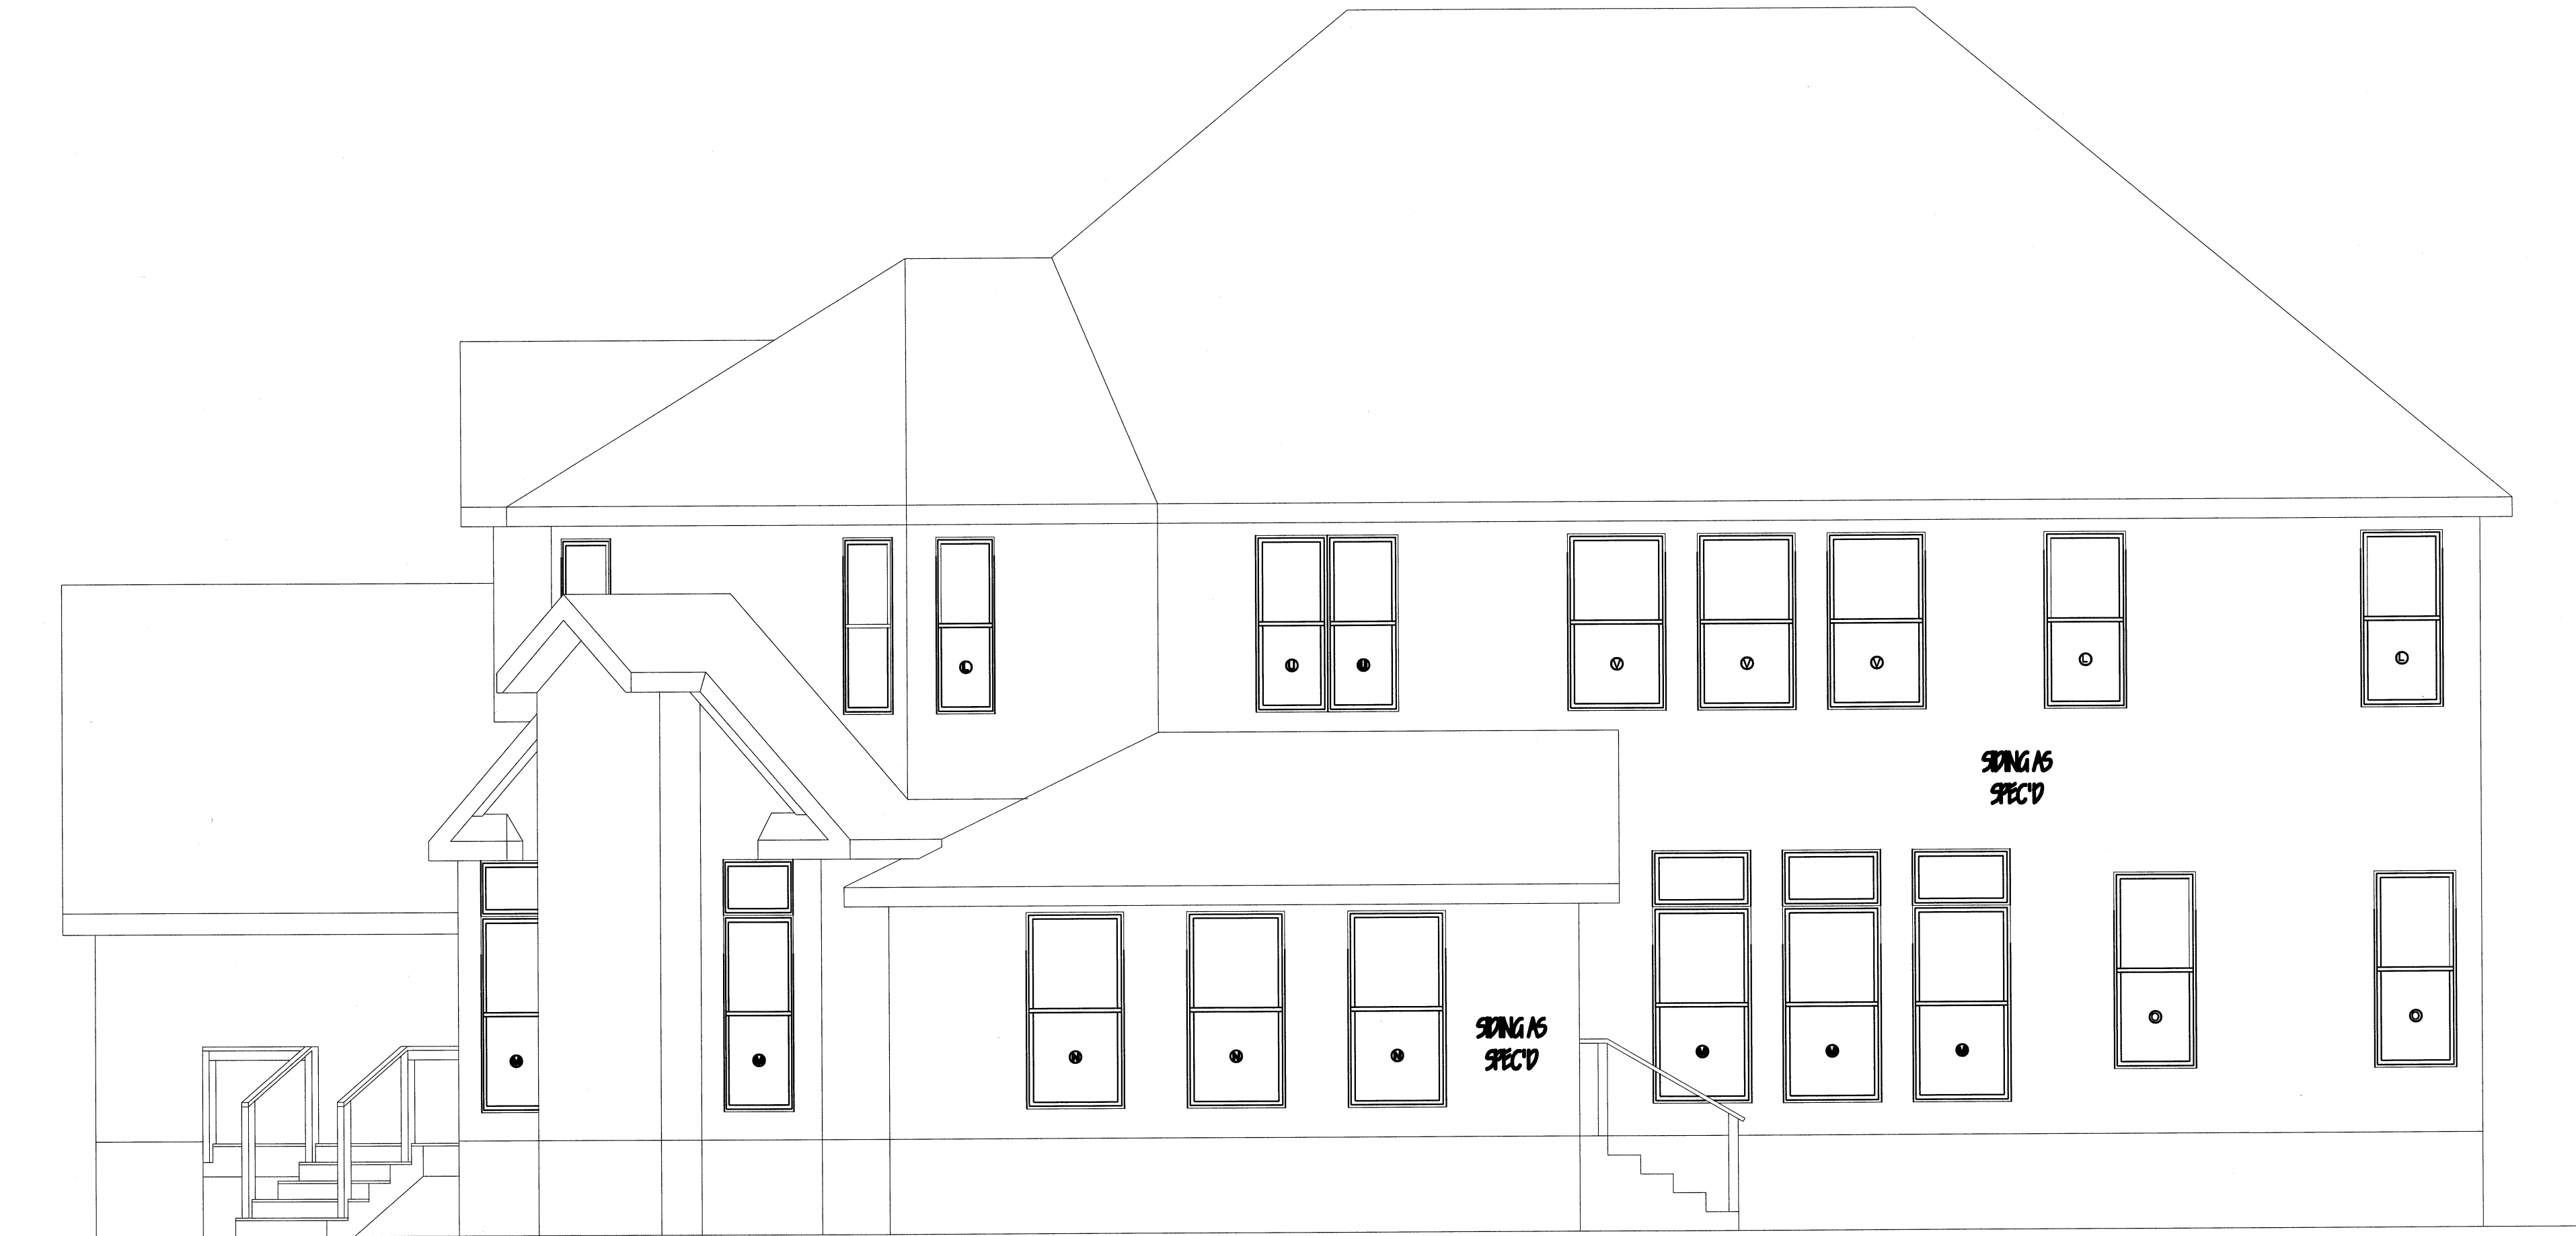 L U U V V V L L
SIDING AS
SPEC'D
N N N
SIDING AS
SPEC'D
O O